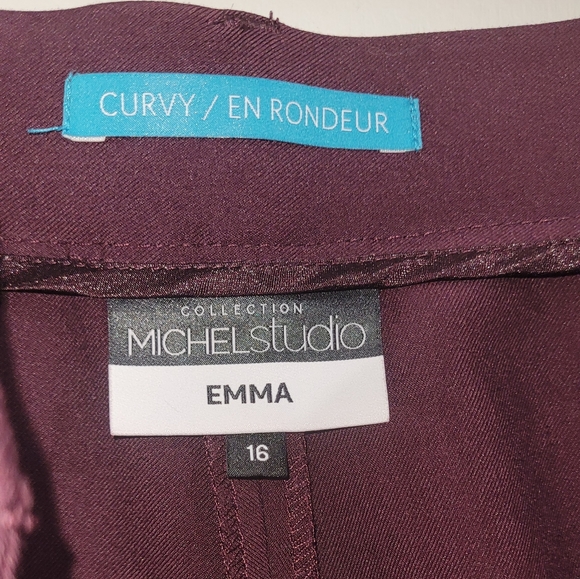 CURVY / EN RONDEUR
COLLECTION
MICHELstudio
EMMA
16